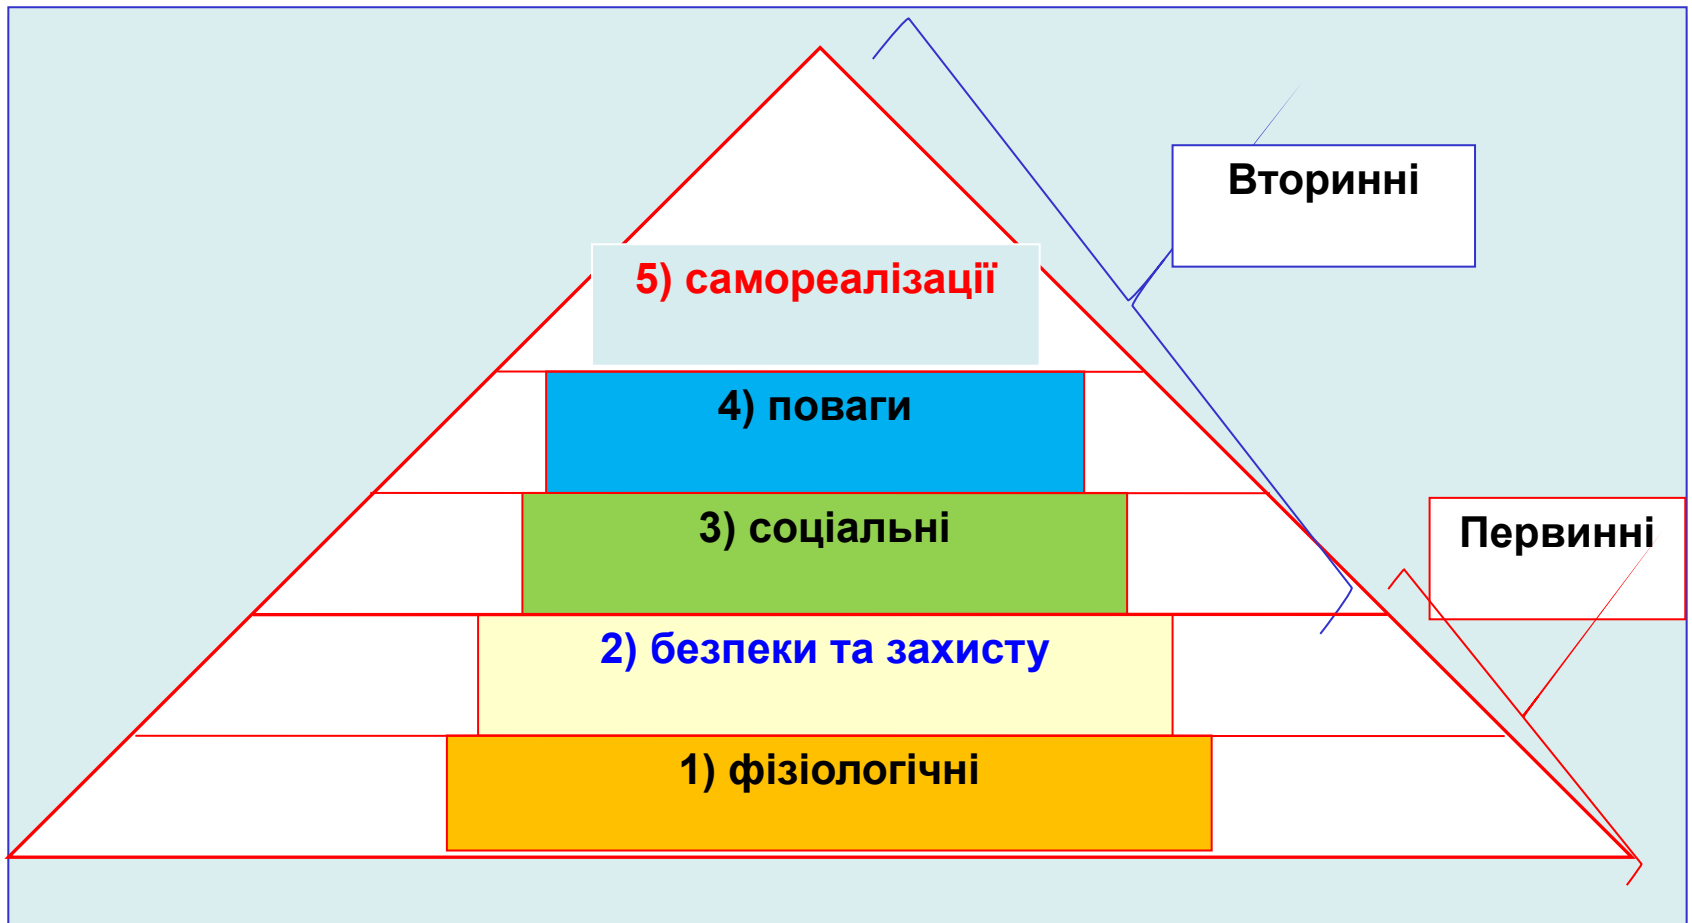 Вторинні
5) самореалізації
4) поваги
3) соціальні
Первинні
2) безпеки та захисту
1) фізіологічні